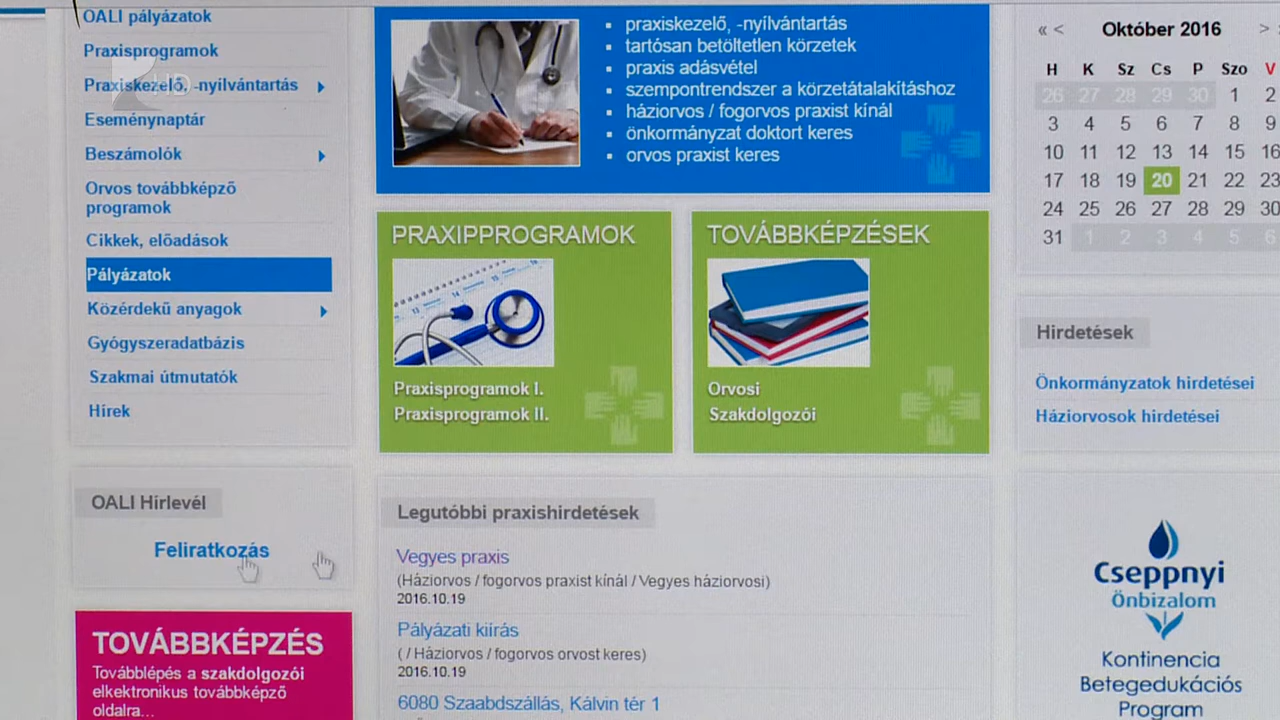 OALI pályázatok
Praxisprogramok
Praxiskezelő, -nyílvántartás
Eseménynaptár
Beszámolók
Orvos továbbképző
programok
Cikkek, előadások
Pályázatok
Közérdekű anyagok
Gyógyszeradatbázis
Szakmai útmutatók
Hírek
OALI Hírlevél
Feliratkozás
TOVÁBBKÉPZÉS
Továbblépés a szakdolgozói
elkektronikus továbbképző
oldalra...
praxiskezelő, -nyílvántartás
tartósan betöltetlen körzetek
praxis adásvétel
szempontrendszer a körzetátalakításhoz
háziorvos / fogorvos praxist kínál
önkormányzat doktort keres
orvos praxist keres
PRAXIPPROGRAMOK
Praxisprogramok I.
Praxisprogramok II.
TOVÁBBKÉPZÉSEK
Orvosi
Szakdolgozói
Legutóbbi praxishirdetések
Vegyes praxis
(Háziorvos / fogorvos praxist kínál / Vegyes háziorvosi)
2016.10.19
Pályázati kiírás
( / Háziorvos / fogorvos orvost keres)
2016.10.19
6080 Szaabdszállás, Kálvin tér 1
« < Október 2016 >
H K Sz Cs P Szo V
26 27 28 29 30 1 2
3 4 5 6 7 8 9
10 11 12 13 14 15 16
17 18 19 20 21 22 23
24 25 26 27 28 29 30
31 1 2 3 4 5 6
Hirdetések
Önkormányzatok hirdetései
Háziorvosok hirdetései
Cseppnyi
Önbizalom
Kontinencia
Betegedukációs
Program